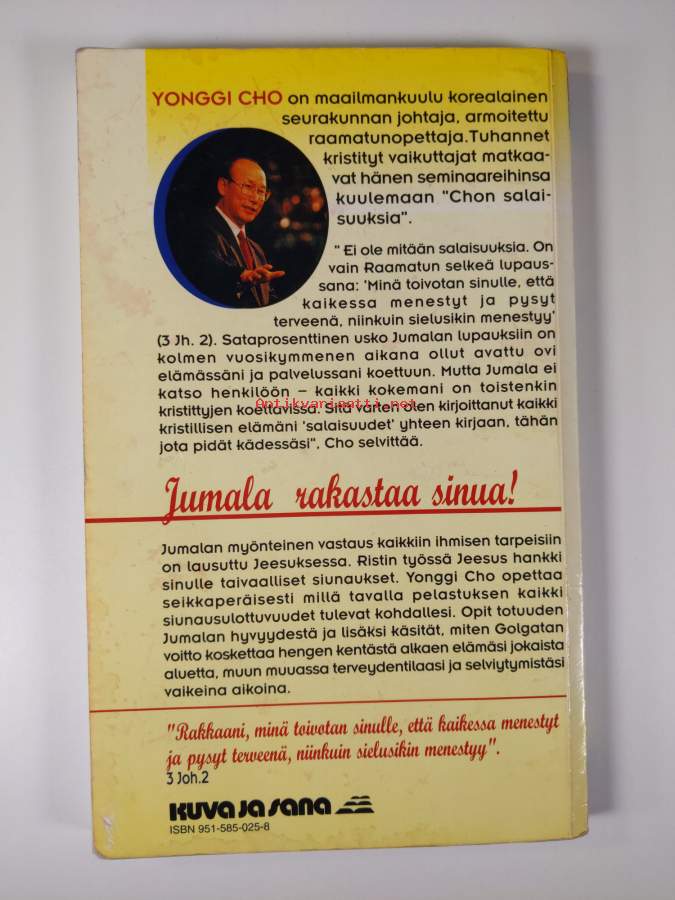 YONGGI CHO on maailmankuulu korealainen
seurakunnan johtaja, armoitettu
raamatunopettaja.Tuhannet
kristityt vaikuttajat matkaa-
vat hänen seminaareihinsa
kuulemaan "Chon salai-
suuksia".
" Ei ole mitään salaisuuksia. On
vain Raamatun selkeä lupaus-
sana: 'Minä toivotan sinulle, että
kaikessa menestyt ja pysyt
terveenä, niinkuin sielusikin menestyy'
(3 Jh. 2). Sataprosenttinen usko Jumalan lupauksiin on
kolmen vuosikymmenen aikana ollut avattu ovi
elämässäni ja palvelussani koettuun. Mutta Jumala ei
katso henkilöön – kaikki kokemani on toistenkin
kristittyjen koettavissa. Sitä varten olen kirjoittanut kaikki
Antikvariaatti.net
kristillisen elämäni 'salaisuudet' yhteen kirjaan, tähän
jota pidät kädessäsi", Cho selvittää.
Jumala rakastaa sinua!
Jumalan myönteinen vastaus kaikkiin ihmisen tarpeisiin
on lausuttu Jeesuksessa. Ristin työssä Jeesus hankki
sinulle taivaalliset siunaukset. Yonggi Cho opettaa
seikkaperäisesti millä tavalla pelastuksen kaikki
siunausulottuvuudet tulevat kohdallesi. Opit totuuden
Jumalan hyvyydestä ja lisäksi käsität, miten Golgatan
voitto koskettaa hengen kentästä alkaen elämäsi jokaista
aluetta, muun muuassa terveydentilaasi ja selviytymistäsi
vaikeina aikoina.
"Rakkaani, minä toivotan sinulle, että kaikessa menestyt
ja pysyt terveenä, niinkuin sielusikin menestyy".
3 Joh.2
KUVA JA SANA
ISBN 951-585-025-8